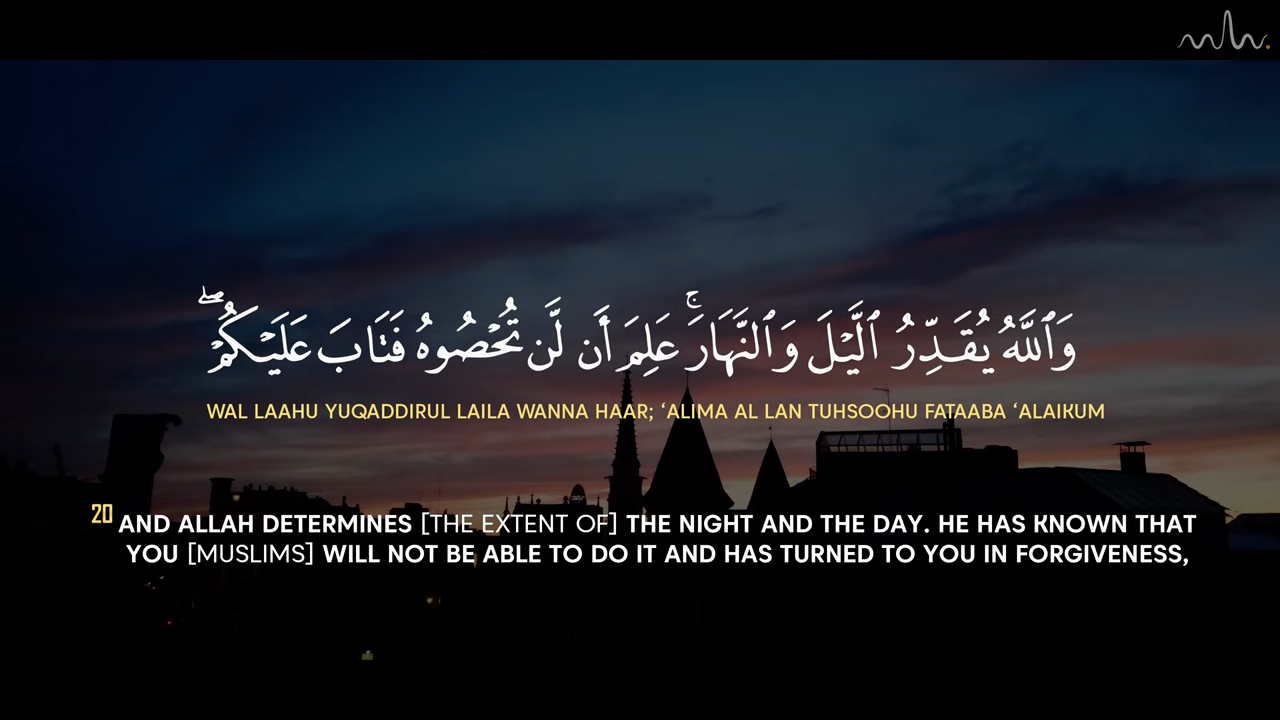 وَٱللَّهُ يُقَدِّرُ ٱلَّيْلَ وَٱلنَّهَارَ ۚ عَلِمَ أَن لَّن تُحْصُوهُ فَتَابَ عَلَيْكُمْ ۖ
WAL LAAHU YUQADDIRUL LAILA WANNA HAAR; ‘ALIMA AL LAN TUHSOOHU FATAABA ‘ALAIKUM
20 AND ALLAH DETERMINES [THE EXTENT OF] THE NIGHT AND THE DAY. HE HAS KNOWN THAT
YOU [MUSLIMS] WILL NOT BE ABLE TO DO IT AND HAS TURNED TO YOU IN FORGIVENESS,